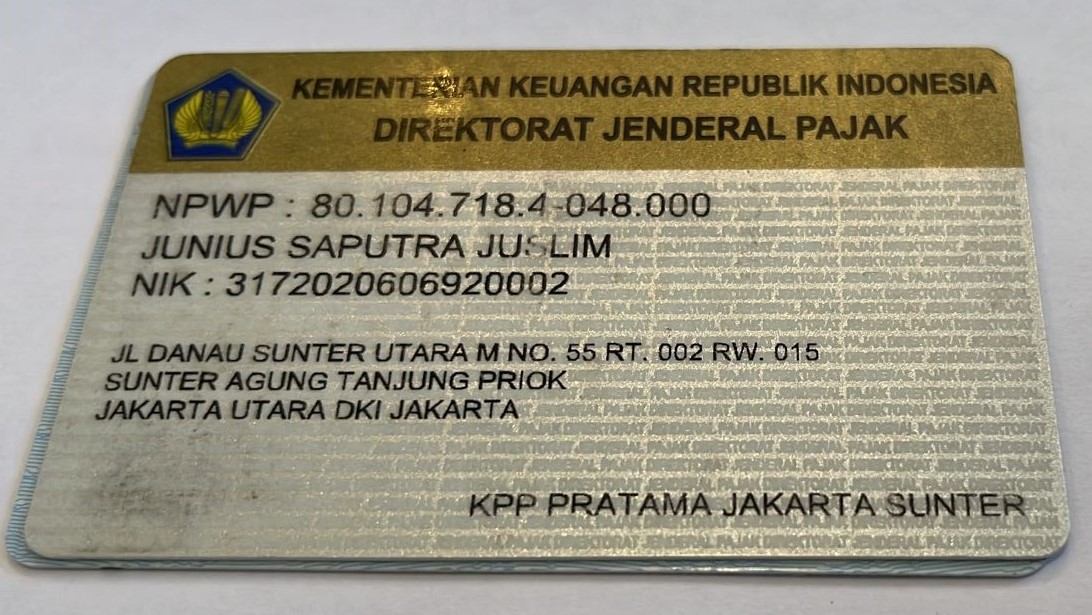 KEMENTERIAN KEUANGAN REPUBLIK INDONESIA
DIREKTORAT JENDERAL PAJAK
NPWP : 80.104.718.4-048.000
JUNIUS SAPUTRA JUSLIM
NIK : 3172020606920002
JL DANAU SUNTER UTARA M NO. 55 RT. 002 RW. 015
SUNTER AGUNG TANJUNG PRIOK
JAKARTA UTARA DKI JAKARTA
KPP PRATAMA JAKARTA SUNTER